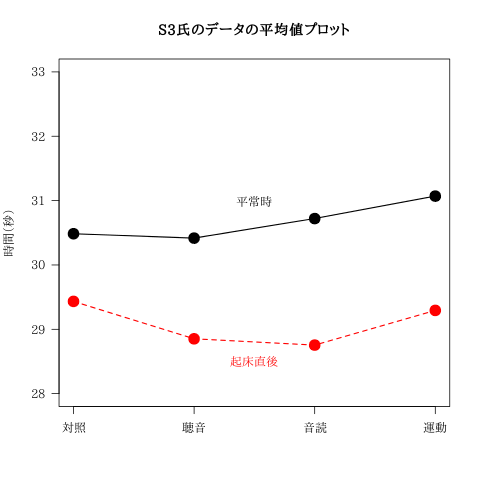 S3氏のデータの平均値プロット
時間(秒)
33
32
31
30
29
28
平常時
起床直後
対照
聴音
音読
運動